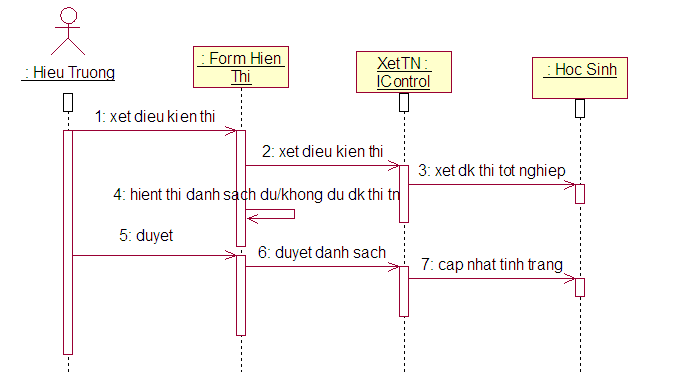 : Hieu Truong
: Form Hien
Thi
XetTN :
IControl
: Hoc Sinh
1: xet dieu kien thi
2: xet dieu kien thi
3: xet dk thi tot nghiep
4: hient thi danh sach du/khong du dk thi tn
5: duyet
6: duyet danh sach
7: cap nhat tinh trang